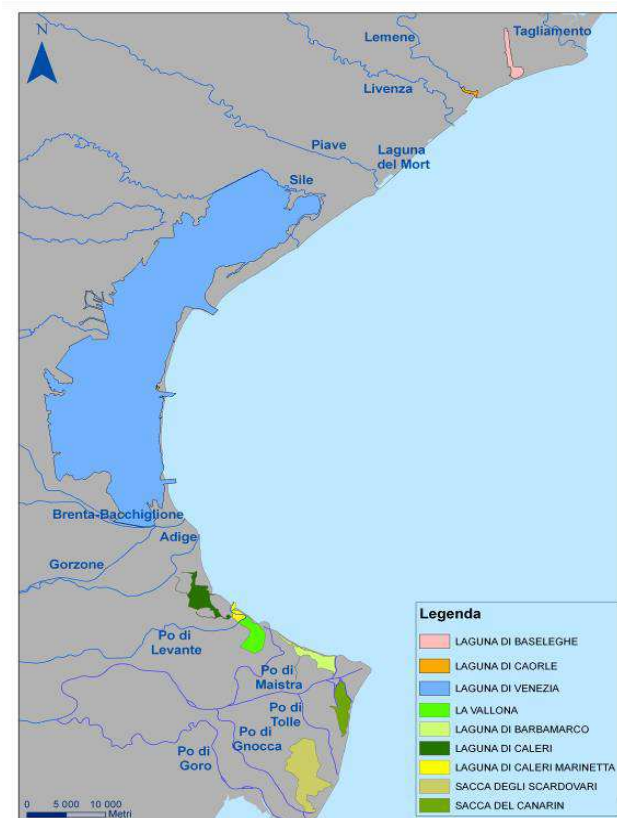 N
Lemene
Tagliamento
Livenza
Piave
Laguna
del Mort
Sile
Brenta-Bacchiglione
Adige
Gorzone
Po di
Levante
Po di
Maistra
Po di
Tolle
Po di
Gnocca
Po di
Goro
Legenda
LAGUNA DI BASELEGHE
LAGUNA DI CAORLE
LAGUNA DI VENEZIA
LA VALLONA
LAGUNA DI BARBAMARCO
LAGUNA DI CALERI
LAGUNA DI CALERI MARINETTA
SACCA DEGLI SCARDOVARI
SACCA DEL CANARIN
0 5 000 10 000
Metri